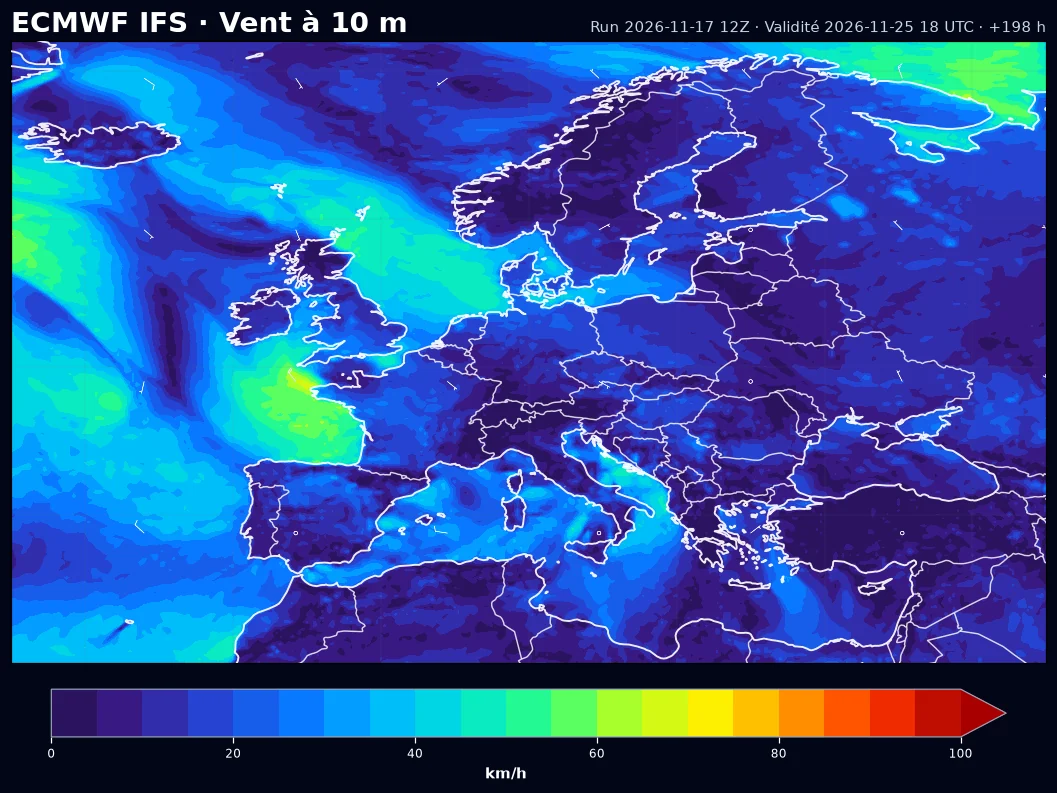 ECMWF IFS · Vent à 10 m
Run 2026-11-17 12Z · Validité 2026-11-25 18 UTC · +198 h
0 20 40 60 80 100
km/h